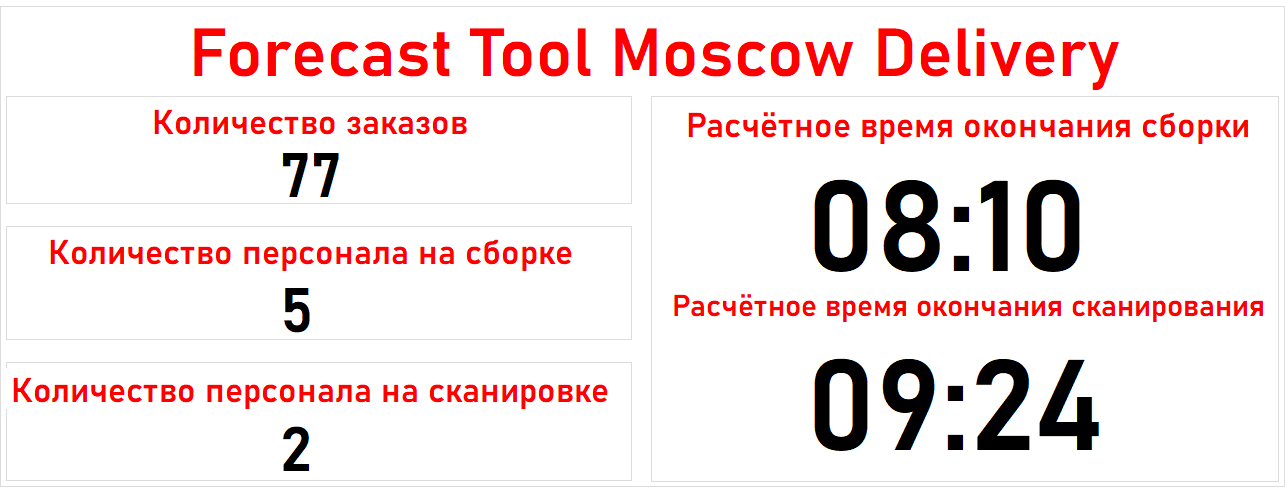 Forecast Tool Moscow Delivery
Количество заказов
77
Количество персонала на сборке
5
Количество персонала на сканировке
2
Расчётное время окончания сборки
08:10
Расчётное время окончания сканирования
09:24